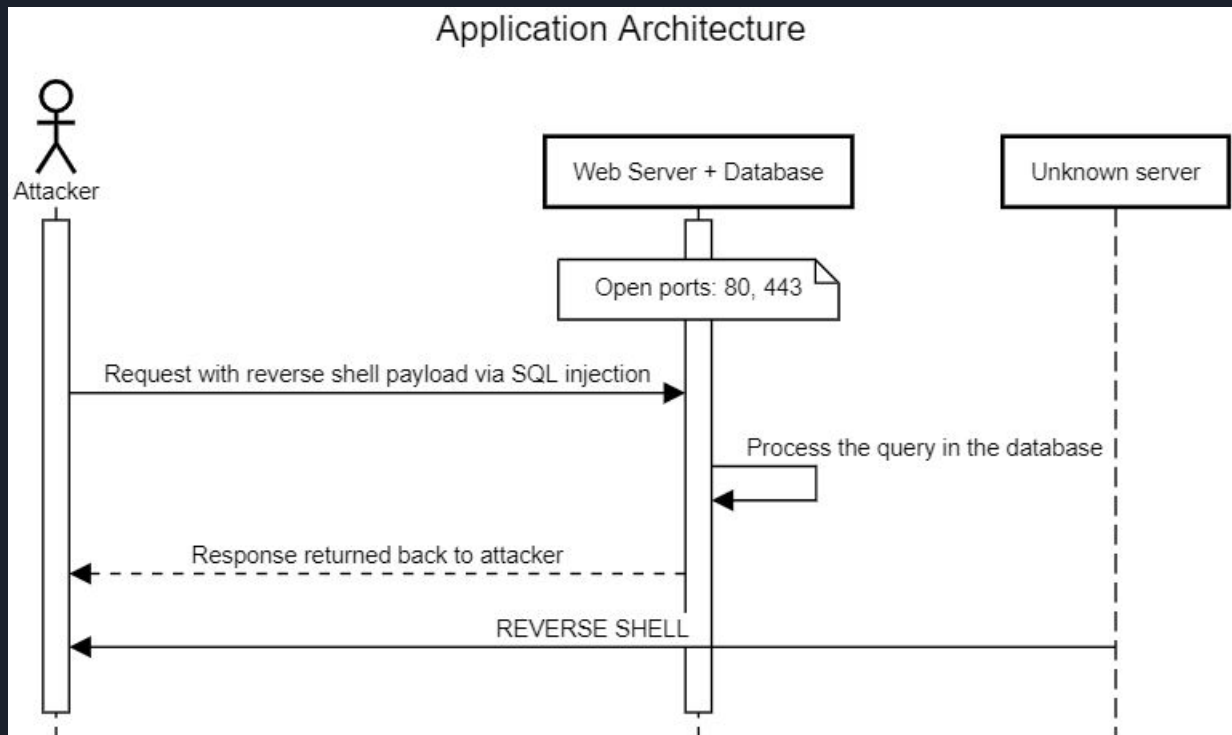 Application Architecture
Attacker
Web Server + Database
Unknown server
Open ports: 80, 443
Request with reverse shell payload via SQL injection
Process the query in the database
Response returned back to attacker
REVERSE SHELL